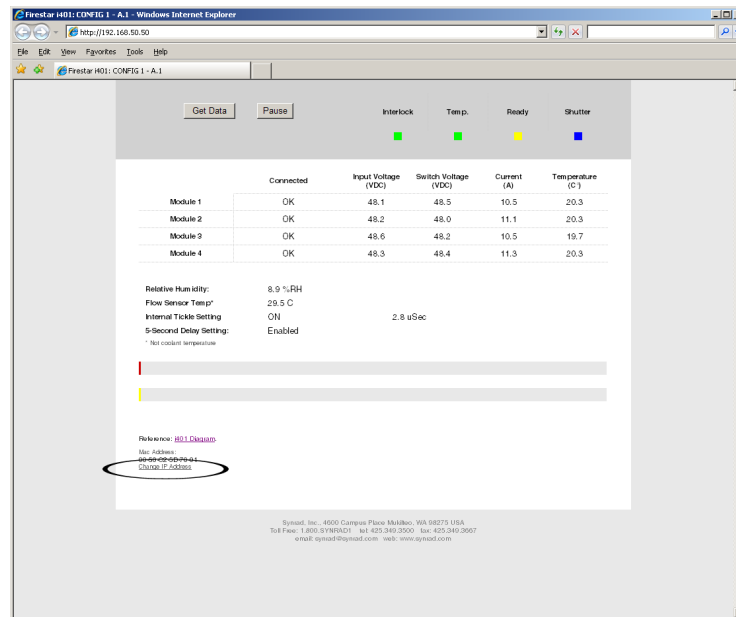 Firestar i401: CONFIG 1 - A.1 - Windows Internet Explorer
http://192.168.50.50
File Edit View Favorites Tools Help
Firestar i401: CONFIG 1 - A.1
Get Data Pause Interlock Temp. Ready Shutter
Connected Input Voltage (VDC) Switch Voltage (VDC) Current (A) Temperature (C°)
Module 1 OK 48.1 48.5 10.5 20.3
Module 2 OK 48.2 48.0 11.1 20.3
Module 3 OK 48.6 48.2 10.5 19.7
Module 4 OK 48.3 48.4 11.3 20.3
Relative Humidity: 8.9 %RH
Flow Sensor Temp* 29.5 C
Internal Tickle Setting ON 2.8 uSec
5-Second Delay Setting: Enabled
* Not coolant temperature
Reference: i401 Diagram.
Mac Address:
Change IP Address
Synrad, Inc., 4600 Campus Place Mukilteo, WA 98275 USA
Toll Free: 1.800.SYNRAD1 tel: 425.349.3500 fax: 425.349.3667
email: synrad@synrad.com web: www.synrad.com